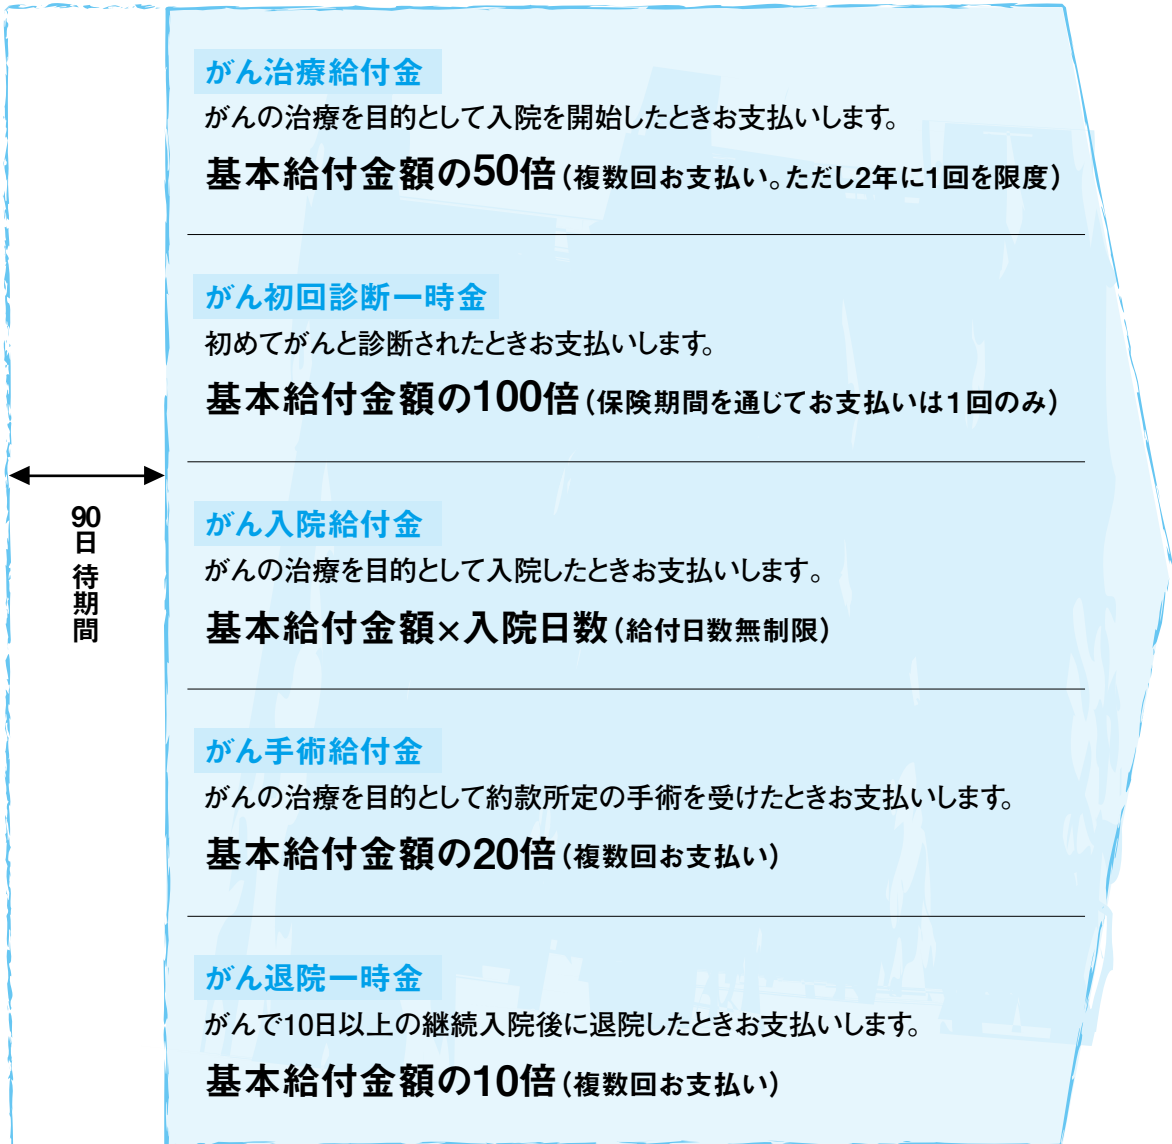 がん治療給付金
がんの治療を目的として入院を開始したときお支払いします。
基本給付金額の50倍(複数回お支払い。ただし2年に1回を限度)
がん初回診断一時金
初めてがんと診断されたときお支払いします。
基本給付金額の100倍(保険期間を通じてお支払いは1回のみ)
90日 待期間
がん入院給付金
がんの治療を目的として入院したときお支払いします。
基本給付金額×入院日数(給付日数無制限)
がん手術給付金
がんの治療を目的として約款所定の手術を受けたときお支払いします。
基本給付金額の20倍(複数回お支払い)
がん退院一時金
がんで10日以上の継続入院後に退院したときお支払いします。
基本給付金額の10倍(複数回お支払い)